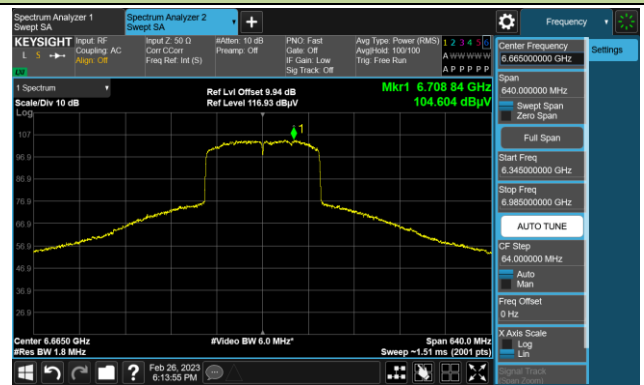 Spectrum Analyzer 1
Swept SA
Spectrum Analyzer 2
Swept SA
Frequency
KEYSIGHT
L S
LW
Input: RF
Coupling: AC
Align: Off
Input Z: 50 Ω
Corr CCorr
Freq Ref: Int (S)
#Atten: 10 dB
Preamp: Off
PNO: Fast
Gate: Off
IF Gain: Low
Sig Track: Off
Avg Type: Power (RMS)
Avg|Hold: 100/100
Trig: Free Run
1 2 3 4 5 6
A W W W W W
A P P P P P
1 Spectrum
Scale/Div 10 dB
Ref Lvl Offset 9.94 dB
Ref Level 116.93 dBµV
Mkr1 6.708 84 GHz
104.604 dBµV
Log
1
107
96.9
86.9
76.9
66.9
56.9
46.9
36.9
26.9
Center 6.6650 GHz
#Res BW 1.8 MHz
#Video BW 6.0 MHz*
Span 640.0 MHz
Sweep ~1.51 ms (2001 pts)
Feb 26, 2023
6:13:55 PM
Center Frequency
6.665000000 GHz
Settings
Span
640.000000 MHz
Swept Span
Zero Span
Full Span
Start Freq
6.345000000 GHz
Stop Freq
6.985000000 GHz
AUTO TUNE
CF Step
64.000000 MHz
Auto
Man
Freq Offset
0 Hz
X Axis Scale
Log
Lin
Signal Track
(Span Zoom)